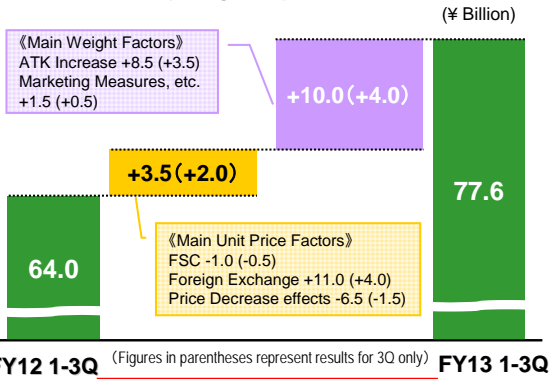 (¥ Billion)
《Main Weight Factors》
ATK Increase +8.5 (+3.5)
Marketing Measures, etc.
+1.5 (+0.5)
+10.0(+4.0)
+3.5(+2.0)
77.6
64.0
《Main Unit Price Factors》
FSC -1.0 (-0.5)
Foreign Exchange +11.0 (+4.0)
Price Decrease effects -6.5 (-1.5)
FY12 1-3Q (Figures in parentheses represent results for 3Q only) FY13 1-3Q